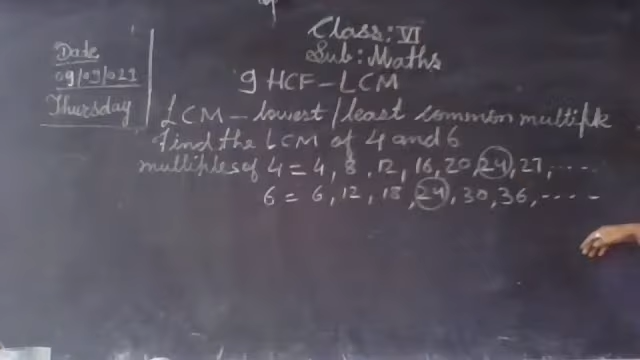 Class: VI
Sub: Maths
Date
09/09/021
Thursday
9 HCF - LCM
LCM - lowest/least common multiple
Find the LCM of 4 and 6
multiples of 4 = 4, 8, 12, 16, 20, 24, 27, ....
6 = 6, 12, 18, 24, 30, 36, ....